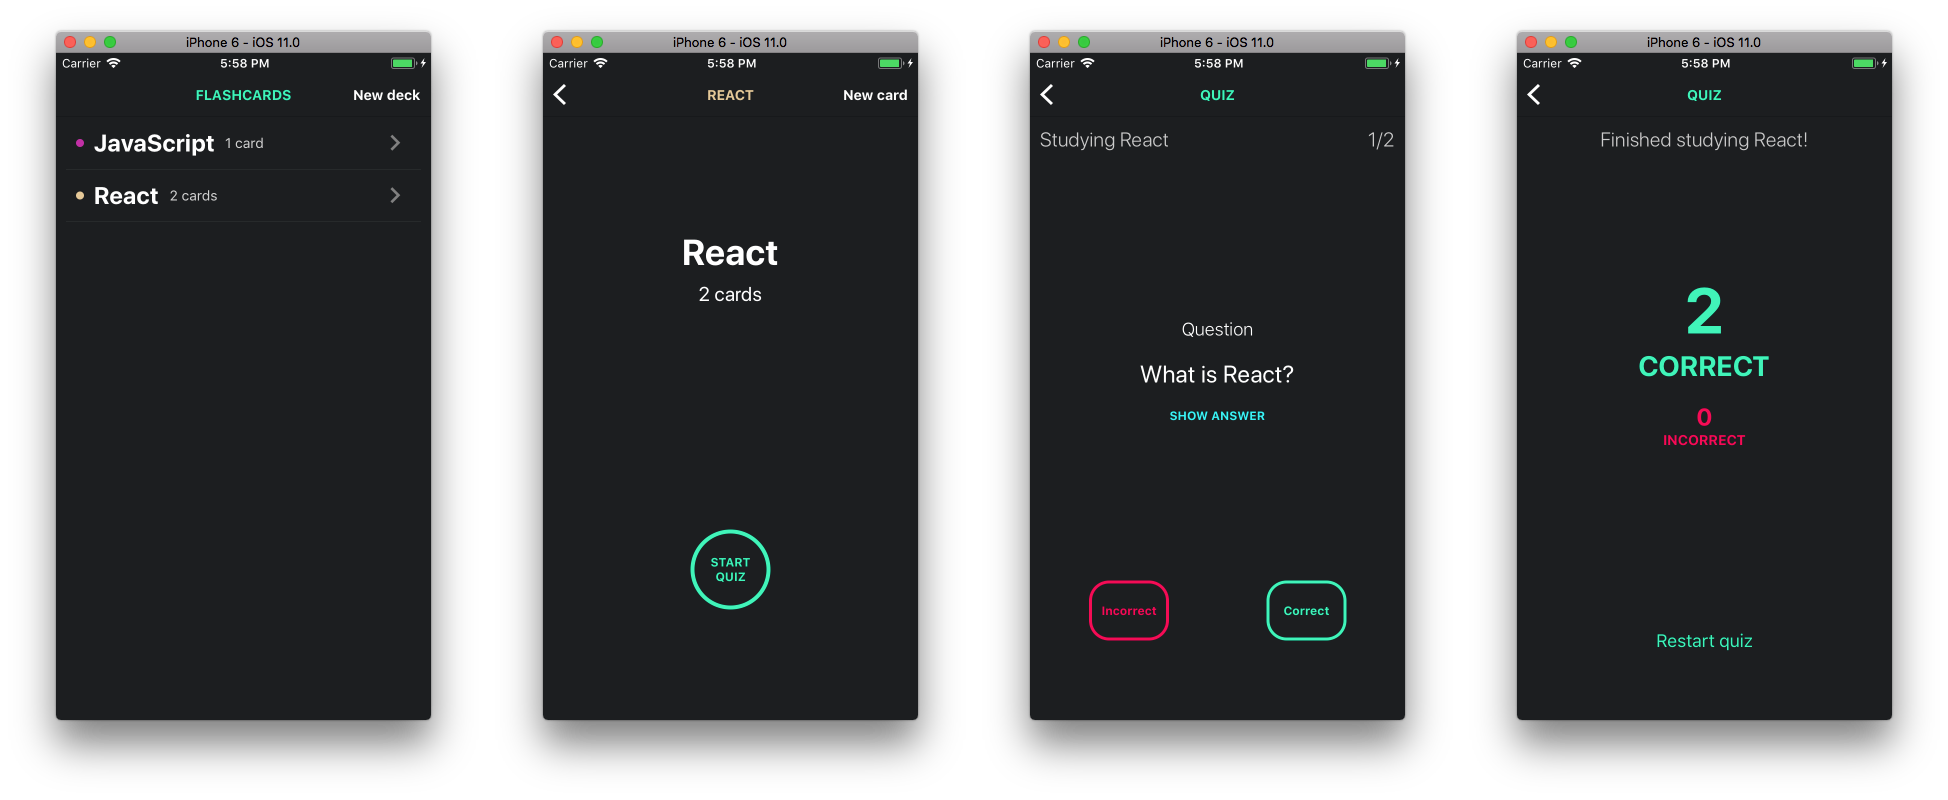 iPhone 6 - iOS 11.0
Carrier 5:58 PM
FLASHCARDS New deck
JavaScript 1 card
React 2 cards
iPhone 6 - iOS 11.0
Carrier 5:58 PM
REACT New card
React
2 cards
START
QUIZ
iPhone 6 - iOS 11.0
Carrier 5:58 PM
QUIZ
Studying React 1/2
Question
What is React?
SHOW ANSWER
Incorrect Correct
iPhone 6 - iOS 11.0
Carrier 5:58 PM
QUIZ
Finished studying React!
2
CORRECT
0
INCORRECT
Restart quiz